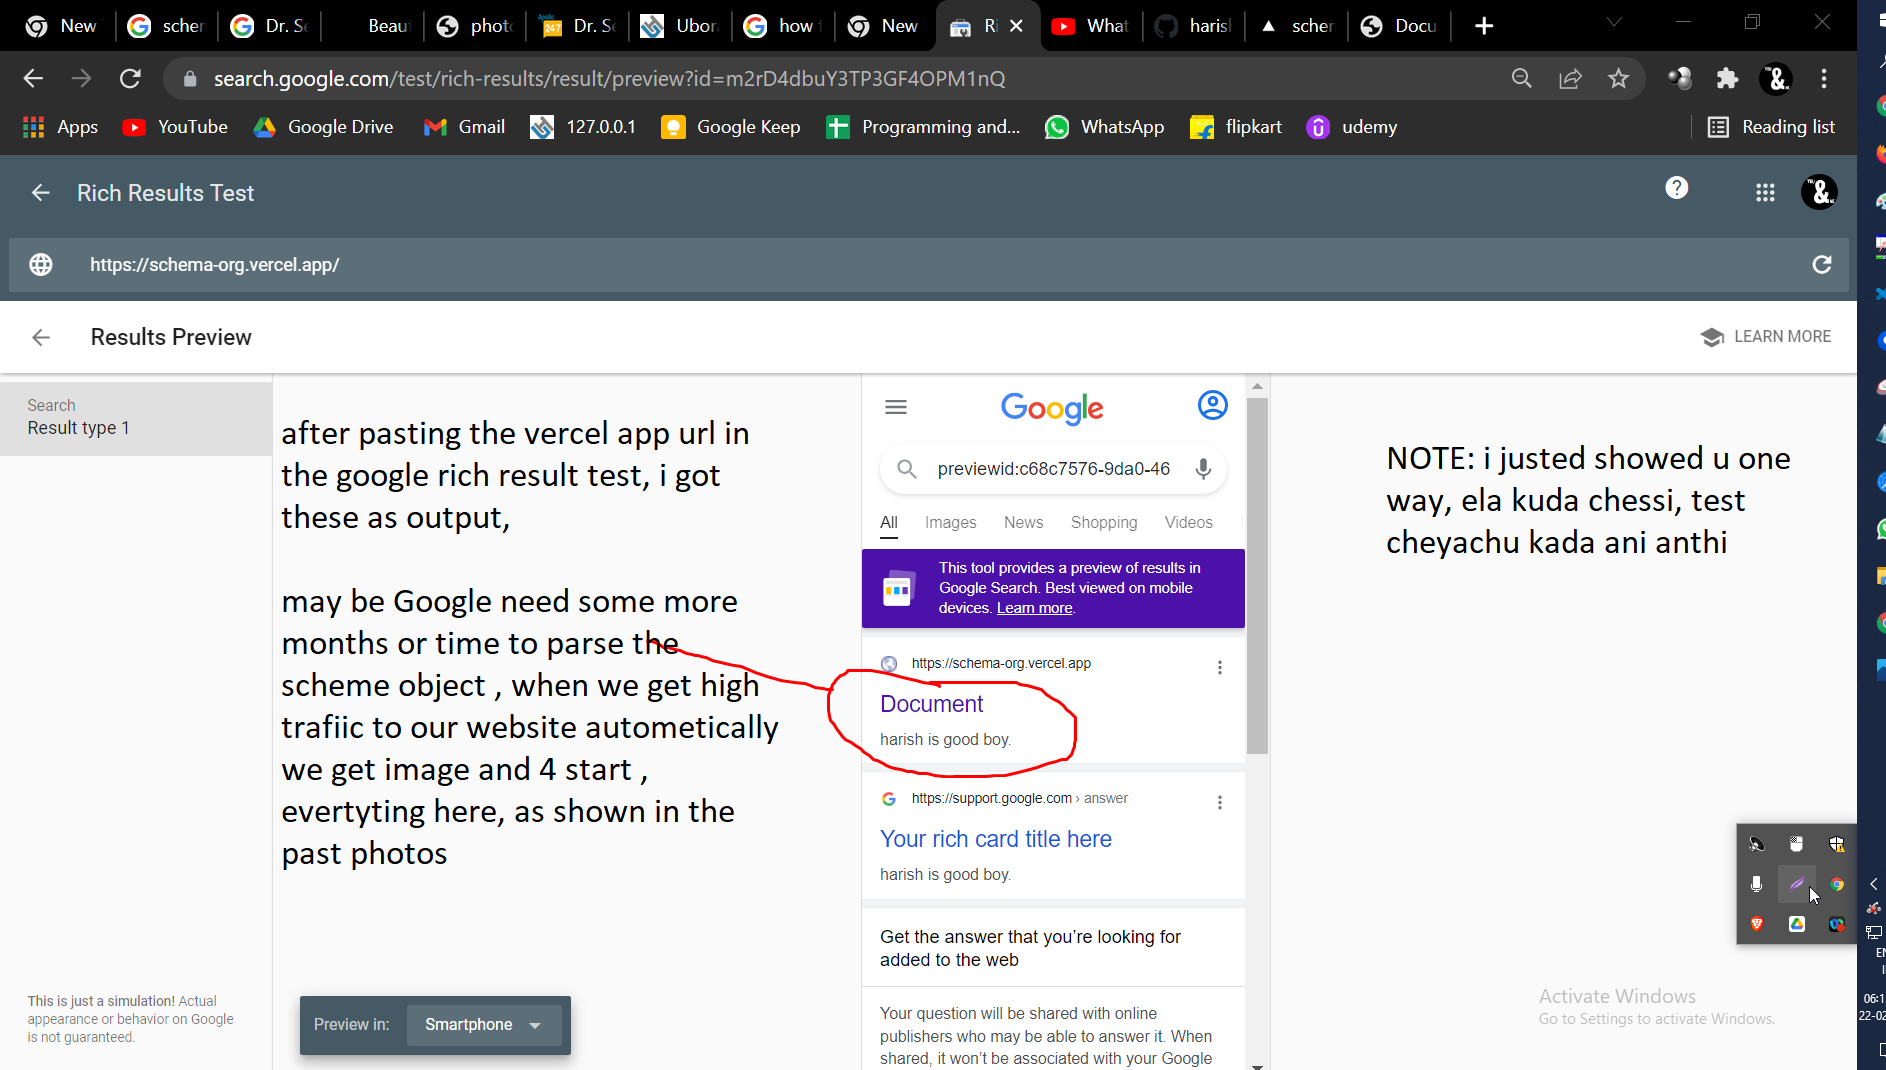 New
schem
Dr. Se
Beau
photo
Dr. Se
Ubor
how t
New
Ri
What
harish
schem
Docu
search.google.com/test/rich-results/result/preview?id=m2rD4dbuY3TP3GF4OPM1nQ
Apps
YouTube
Google Drive
Gmail
127.0.0.1
Google Keep
Programming and...
WhatsApp
flipkart
udemy
Reading list
Rich Results Test
https://schema-org.vercel.app/
Results Preview
LEARN MORE
Search
Result type 1
after pasting the vercel app url in
the google rich result test, i got
these as output,
may be Google need some more
months or time to parse the
scheme object , when we get high
trafiic to our website autometically
we get image and 4 start ,
evertyting here, as shown in the
past photos
Google
previewid:c68c7576-9da0-46
All
Images
News
Shopping
Videos
This tool provides a preview of results in
Google Search. Best viewed on mobile
devices. Learn more.
https://schema-org.vercel.app
Document
harish is good boy.
https://support.google.com › answer
Your rich card title here
harish is good boy.
Get the answer that you’re looking for
added to the web
Your question will be shared with online
publishers who may be able to answer it. When
shared, it won’t be associated with your Google
NOTE: i justed showed u one
way, ela kuda chessi, test
cheyachu kada ani anthi
This is just a simulation! Actual
appearance or behavior on Google
is not guaranteed.
Preview in:
Smartphone
Activate Windows
Go to Settings to activate Windows.
06:1
22-02